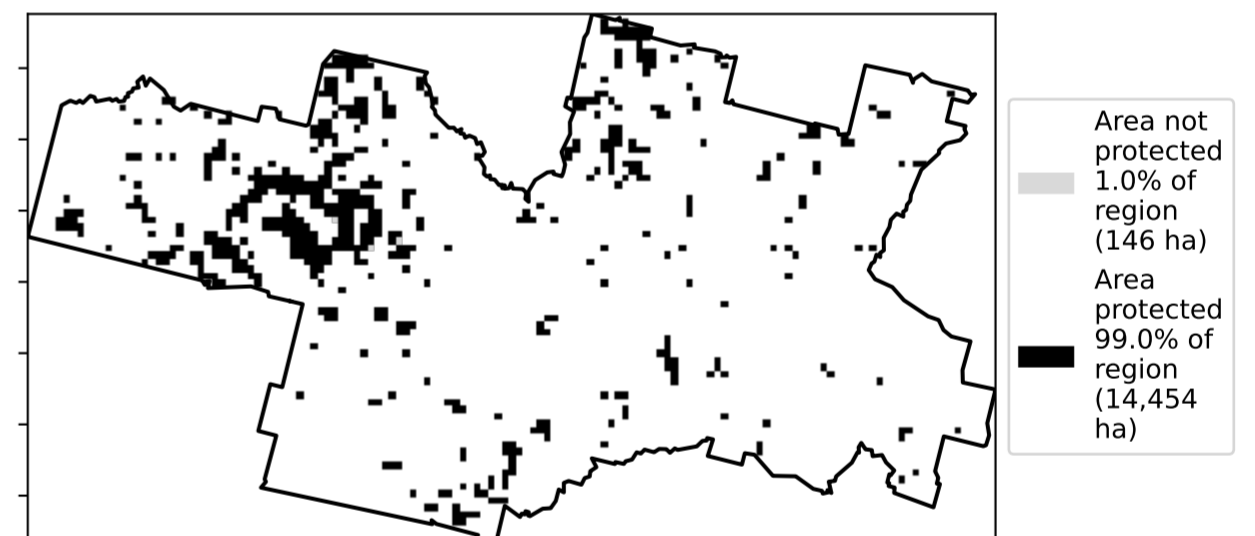 Area not
protected
1.0% of
region
(146 ha)
Area
protected
99.0% of
region
(14,454
ha)